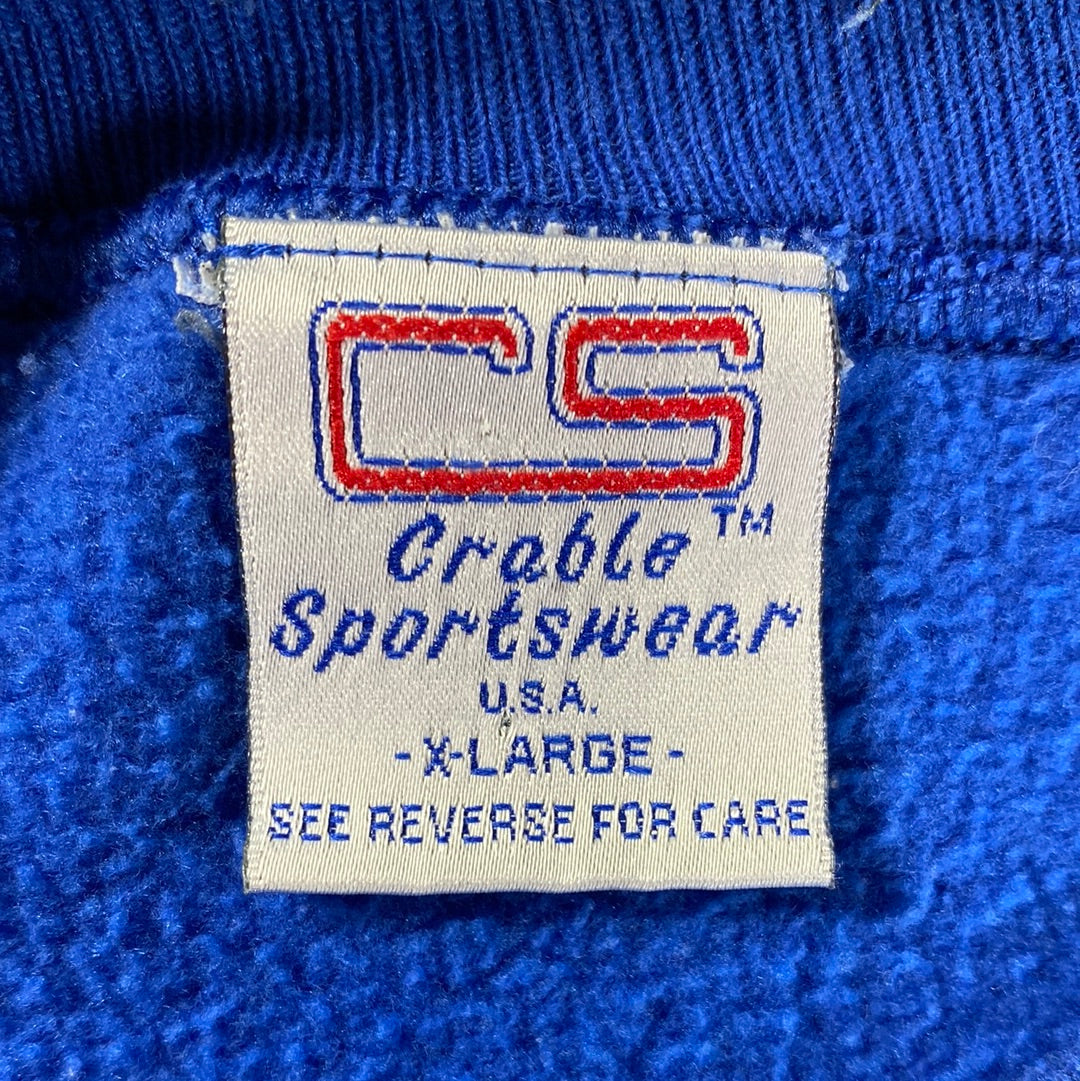 CS
Crable™
Sportswear
U.S.A.
- X-LARGE -
SEE REVERSE FOR CARE